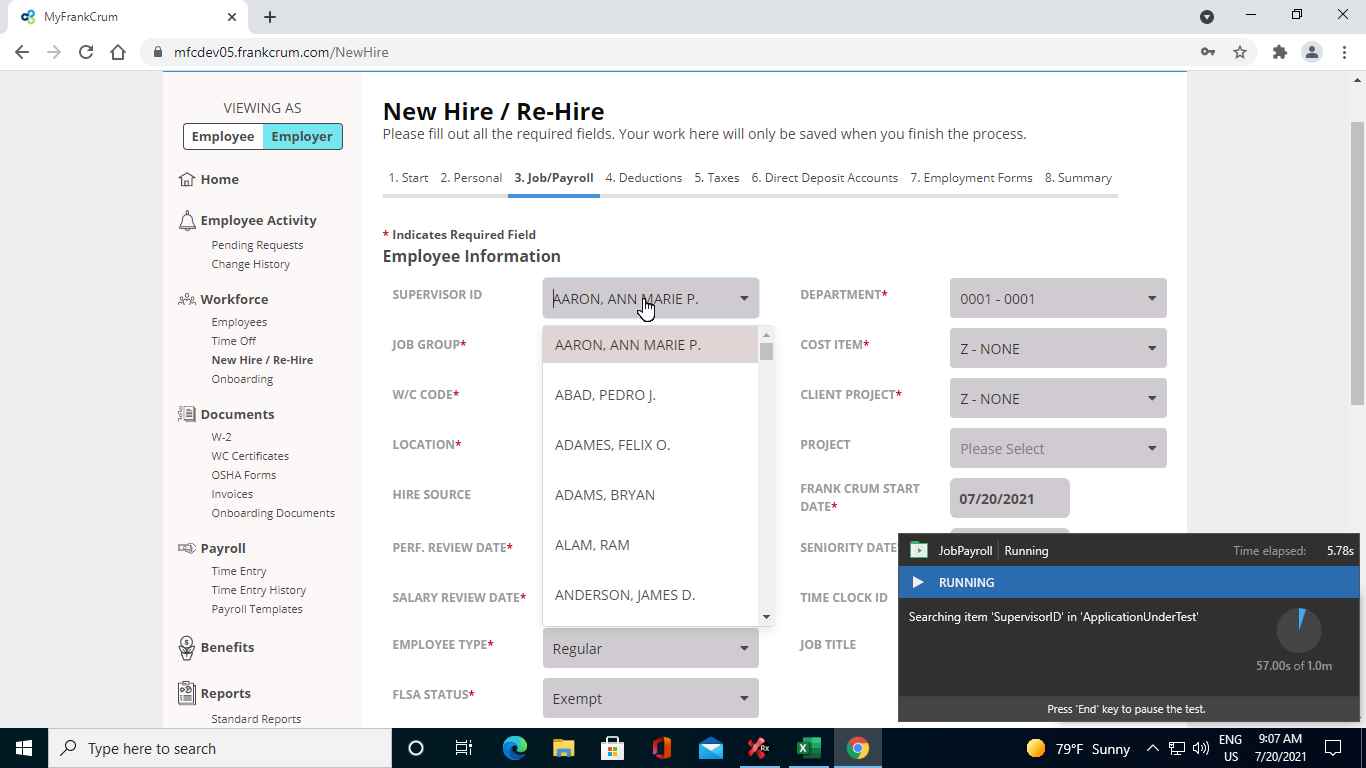 MyFrankCrum
mfcdev05.frankcrum.com/NewHire
VIEWING AS
Employee Employer
Home
Employee Activity
Pending Requests
Change History
Workforce
Employees
Time Off
New Hire / Re-Hire
Onboarding
Documents
W-2
WC Certificates
OSHA Forms
Invoices
Onboarding Documents
Payroll
Time Entry
Time Entry History
Payroll Templates
Benefits
Reports
Standard Reports
New Hire / Re-Hire
Please fill out all the required fields. Your work here will only be saved when you finish the process.
1. Start 2. Personal 3. Job/Payroll 4. Deductions 5. Taxes 6. Direct Deposit Accounts 7. Employment Forms 8. Summary
* Indicates Required Field
Employee Information
SUPERVISOR ID AARON, ANN MARIE P.
AARON, ANN MARIE P.
ABAD, PEDRO J.
ADAMES, FELIX O.
ADAMS, BRYAN
ALAM, RAM
ANDERSON, JAMES D.
JOB GROUP*
W/C CODE*
LOCATION*
HIRE SOURCE
PERF. REVIEW DATE*
SALARY REVIEW DATE*
EMPLOYEE TYPE* Regular
FLSA STATUS* Exempt
DEPARTMENT* 0001 - 0001
COST ITEM* Z - NONE
CLIENT PROJECT* Z - NONE
PROJECT Please Select
FRANK CRUM START
DATE* 07/20/2021
SENIORITY DATE
TIME CLOCK ID
JOB TITLE
JobPayroll Running Time elapsed: 5.78s
RUNNING
Searching item 'SupervisorID' in 'ApplicationUnderTest'
57.00s of 1.0m
Press 'End' key to pause the test.
Type here to search
Rx
79°F Sunny
ENG
US
9:07 AM
7/20/2021